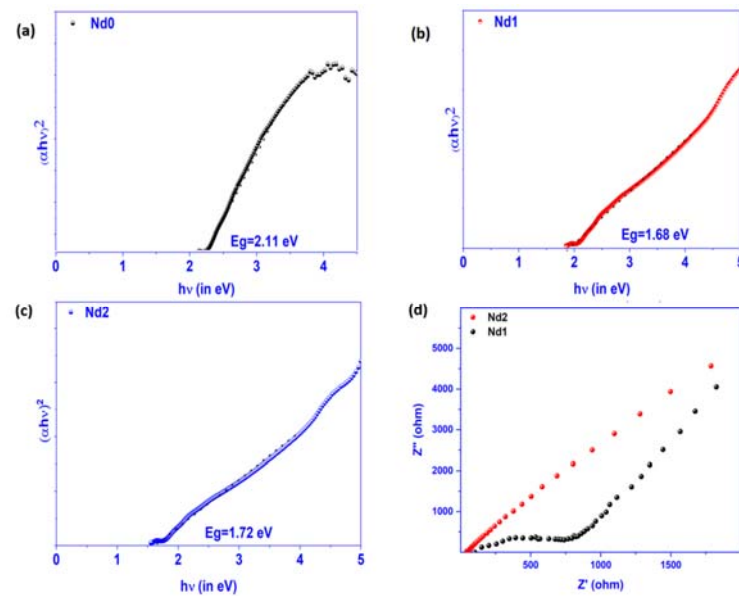 (a)
Nd0
(αhν)2
Eg=2.11 eV
0 1 2 3 4
hν (in eV)
(b)
Nd1
(αhν)2
Eg=1.68 eV
0 1 2 3 4 5
hν (in eV)
(c)
Nd2
(αhν)2
Eg=1.72 eV
0 1 2 3 4 5
hν (in eV)
(d)
Nd2
Nd1
5000
4000
3000
2000
1000
Z'' (ohm)
500 1000 1500
Z' (ohm)